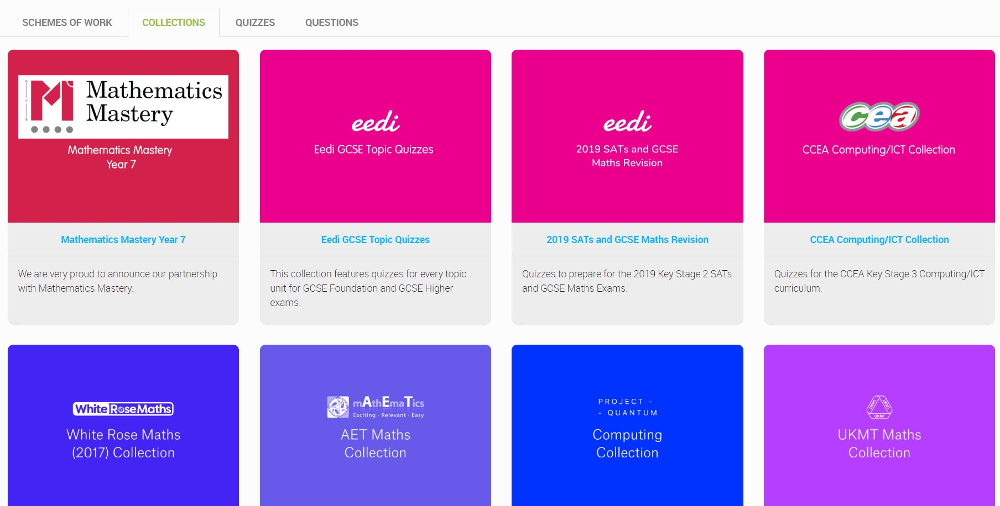 SCHEMES OF WORK
COLLECTIONS
QUIZZES
QUESTIONS
x
Mathematics
Mastery
Mathematics Mastery
Year 7
Mathematics Mastery Year 7
We are very proud to announce our partnership
with Mathematics Mastery.
eedi
Eedi GCSE Topic Quizzes
Eedi GCSE Topic Quizzes
This collection features quizzes for every topic
unit for GCSE Foundation and GCSE Higher
exams.
eedi
2019 SATs and GCSE
Maths Revision
2019 SATs and GCSE Maths Revision
Quizzes to prepare for the 2019 Key Stage 2 SATs
and GCSE Maths Exams.
cea
CCEA Computing/ICT Collection
CCEA Computing/ICT Collection
Quizzes for the CCEA Key Stage 3 Computing/ICT
curriculum.
White Rose Maths
White Rose Maths
(2017) Collection
mAthEmaTics
Exciting · Relevant · Easy
AET Maths
Collection
PROJECT -
- QUANTUM
Computing
Collection
UKMT
UKMT
UKMT
UKMT Maths
Collection